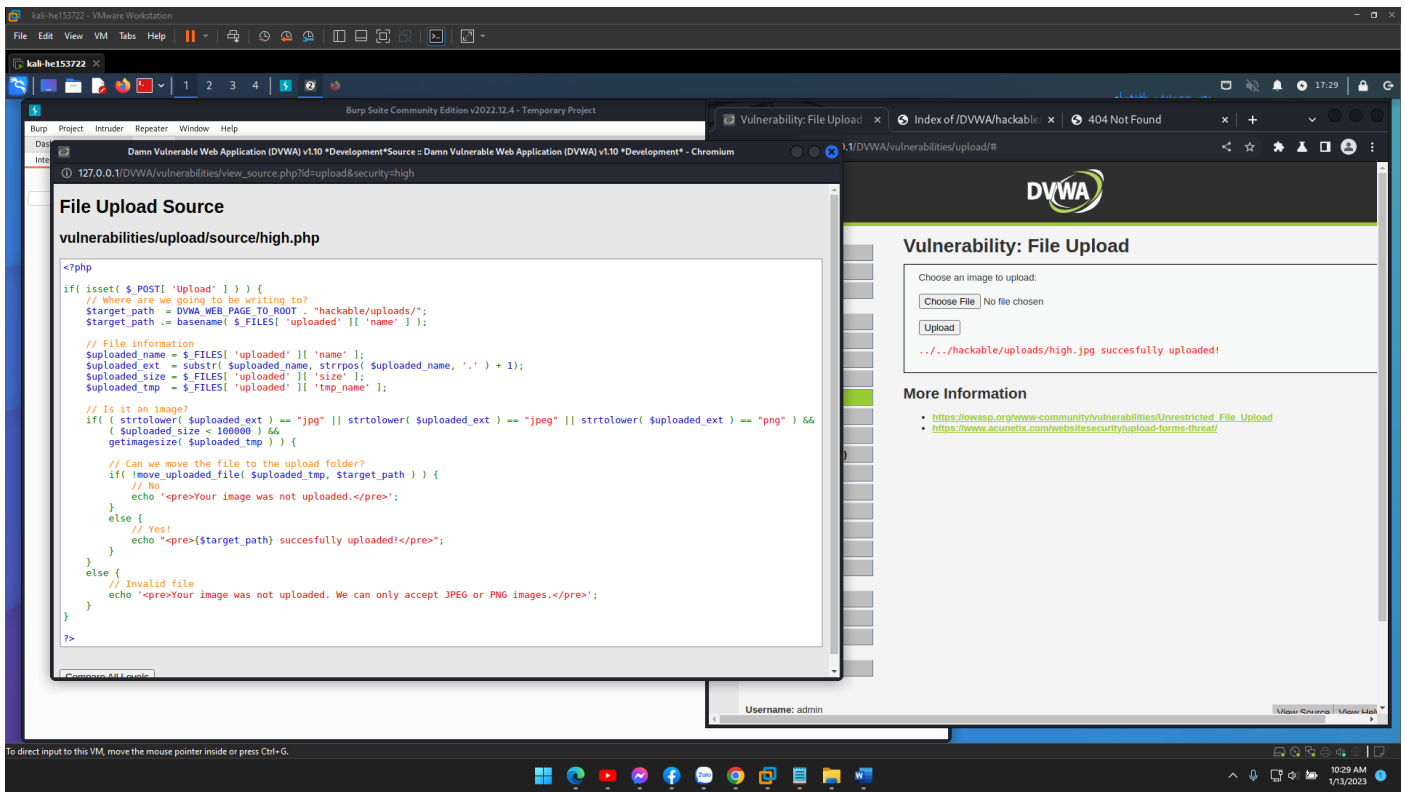 kali-he153722 - VMware Workstation
File Edit View VM Tabs Help
kali-he153722
1 2 3 4 17:29
Burp Suite Community Edition v2022.12.4 - Temporary Project
Burp Project Intruder Repeater Window Help
Vulnerability: File Upload
Index of /DVWA/hackable/
404 Not Found
Damn Vulnerable Web Application (DVWA) v1.10 *Development*Source :: Damn Vulnerable Web Application (DVWA) v1.10 *Development* - Chromium
127.0.0.1/DVWA/vulnerabilities/view_source.php?id=upload&security=high
File Upload Source
vulnerabilities/upload/source/high.php
<?php
if( isset( $_POST[ 'Upload' ] ) ) {
// Where are we going to be writing to?
$target_path = DVWA_WEB_PAGE_TO_ROOT . "hackable/uploads/";
$target_path .= basename( $_FILES[ 'uploaded' ][ 'name' ] );
// File information
$uploaded_name = $_FILES[ 'uploaded' ][ 'name' ];
$uploaded_ext = substr( $uploaded_name, strrpos( $uploaded_name, '.' ) + 1);
$uploaded_size = $_FILES[ 'uploaded' ][ 'size' ];
$uploaded_tmp = $_FILES[ 'uploaded' ][ 'tmp_name' ];
// Is it an image?
if( ( strtolower( $uploaded_ext ) == "jpg" || strtolower( $uploaded_ext ) == "jpeg" || strtolower( $uploaded_ext ) == "png" ) &&
( $uploaded_size < 100000 ) &&
getimagesize( $uploaded_tmp ) ) {
// Can we move the file to the upload folder?
if( !move_uploaded_file( $uploaded_tmp, $target_path ) ) {
// No
echo '<pre>Your image was not uploaded.</pre>';
}
else {
// Yes!
echo "<pre>{$target_path} succesfully uploaded!</pre>";
}
}
else {
// Invalid file
echo '<pre>Your image was not uploaded. We can only accept JPEG or PNG images.</pre>';
}
}
?>
Compare All Levels
.1/DVWA/vulnerabilities/upload/#
DVWA
Vulnerability: File Upload
Choose an image to upload:
Choose File No file chosen
Upload
../../hackable/uploads/high.jpg succesfully uploaded!
More Information
https://owasp.org/www-community/vulnerabilities/Unrestricted_File_Upload
https://www.acunetix.com/websitesecurity/upload-forms-threat/
Username: admin
View Source View Help
To direct input to this VM, move the mouse pointer inside or press Ctrl+G.
Zalo
10:29 AM
1/13/2023